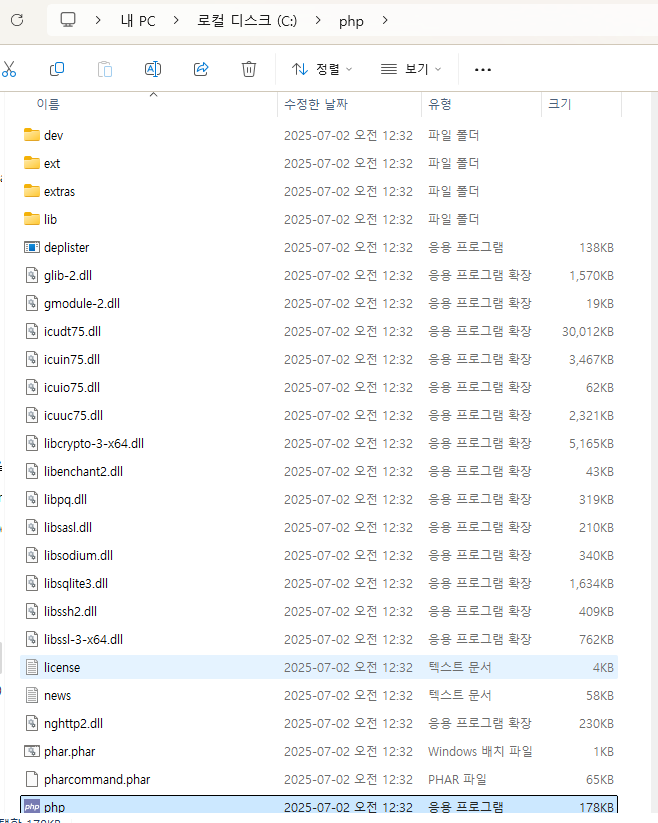 내 PC > 로컬 디스크 (C:) > php >
정렬 보기 ...
이름 수정한 날짜 유형 크기
dev 2025-07-02 오전 12:32 파일 폴더
ext 2025-07-02 오전 12:32 파일 폴더
extras 2025-07-02 오전 12:32 파일 폴더
lib 2025-07-02 오전 12:32 파일 폴더
deplister 2025-07-02 오전 12:32 응용 프로그램 138KB
glib-2.dll 2025-07-02 오전 12:32 응용 프로그램 확장 1,570KB
gmodule-2.dll 2025-07-02 오전 12:32 응용 프로그램 확장 19KB
icudt75.dll 2025-07-02 오전 12:32 응용 프로그램 확장 30,012KB
icuin75.dll 2025-07-02 오전 12:32 응용 프로그램 확장 3,467KB
icuio75.dll 2025-07-02 오전 12:32 응용 프로그램 확장 62KB
icuuc75.dll 2025-07-02 오전 12:32 응용 프로그램 확장 2,321KB
libcrypto-3-x64.dll 2025-07-02 오전 12:32 응용 프로그램 확장 5,165KB
libenchant2.dll 2025-07-02 오전 12:32 응용 프로그램 확장 43KB
libpq.dll 2025-07-02 오전 12:32 응용 프로그램 확장 319KB
libsasl.dll 2025-07-02 오전 12:32 응용 프로그램 확장 210KB
libsodium.dll 2025-07-02 오전 12:32 응용 프로그램 확장 340KB
libsqlite3.dll 2025-07-02 오전 12:32 응용 프로그램 확장 1,634KB
libssh2.dll 2025-07-02 오전 12:32 응용 프로그램 확장 409KB
libssl-3-x64.dll 2025-07-02 오전 12:32 응용 프로그램 확장 762KB
license 2025-07-02 오전 12:32 텍스트 문서 4KB
news 2025-07-02 오전 12:32 텍스트 문서 58KB
nghttp2.dll 2025-07-02 오전 12:32 응용 프로그램 확장 230KB
phar.phar 2025-07-02 오전 12:32 Windows 배치 파일 1KB
pharcommand.phar 2025-07-02 오전 12:32 PHAR 파일 65KB
php php 2025-07-02 오전 12:32 응용 프로그램 178KB